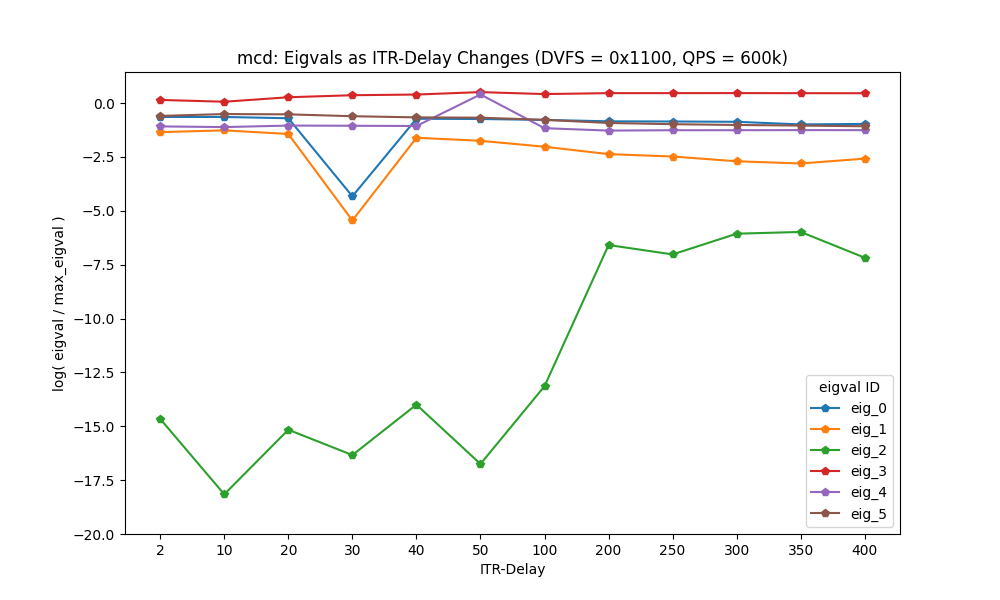 mcd: Eigvals as ITR-Delay Changes (DVFS = 0x1100, QPS = 600k)
log( eigval / max_eigval )
0.0
−2.5
−5.0
−7.5
−10.0
−12.5
−15.0
−17.5
−20.0
eigval ID
eig_0
eig_1
eig_2
eig_3
eig_4
eig_5
2 10 20 30 40 50 100 200 250 300 350 400
ITR-Delay